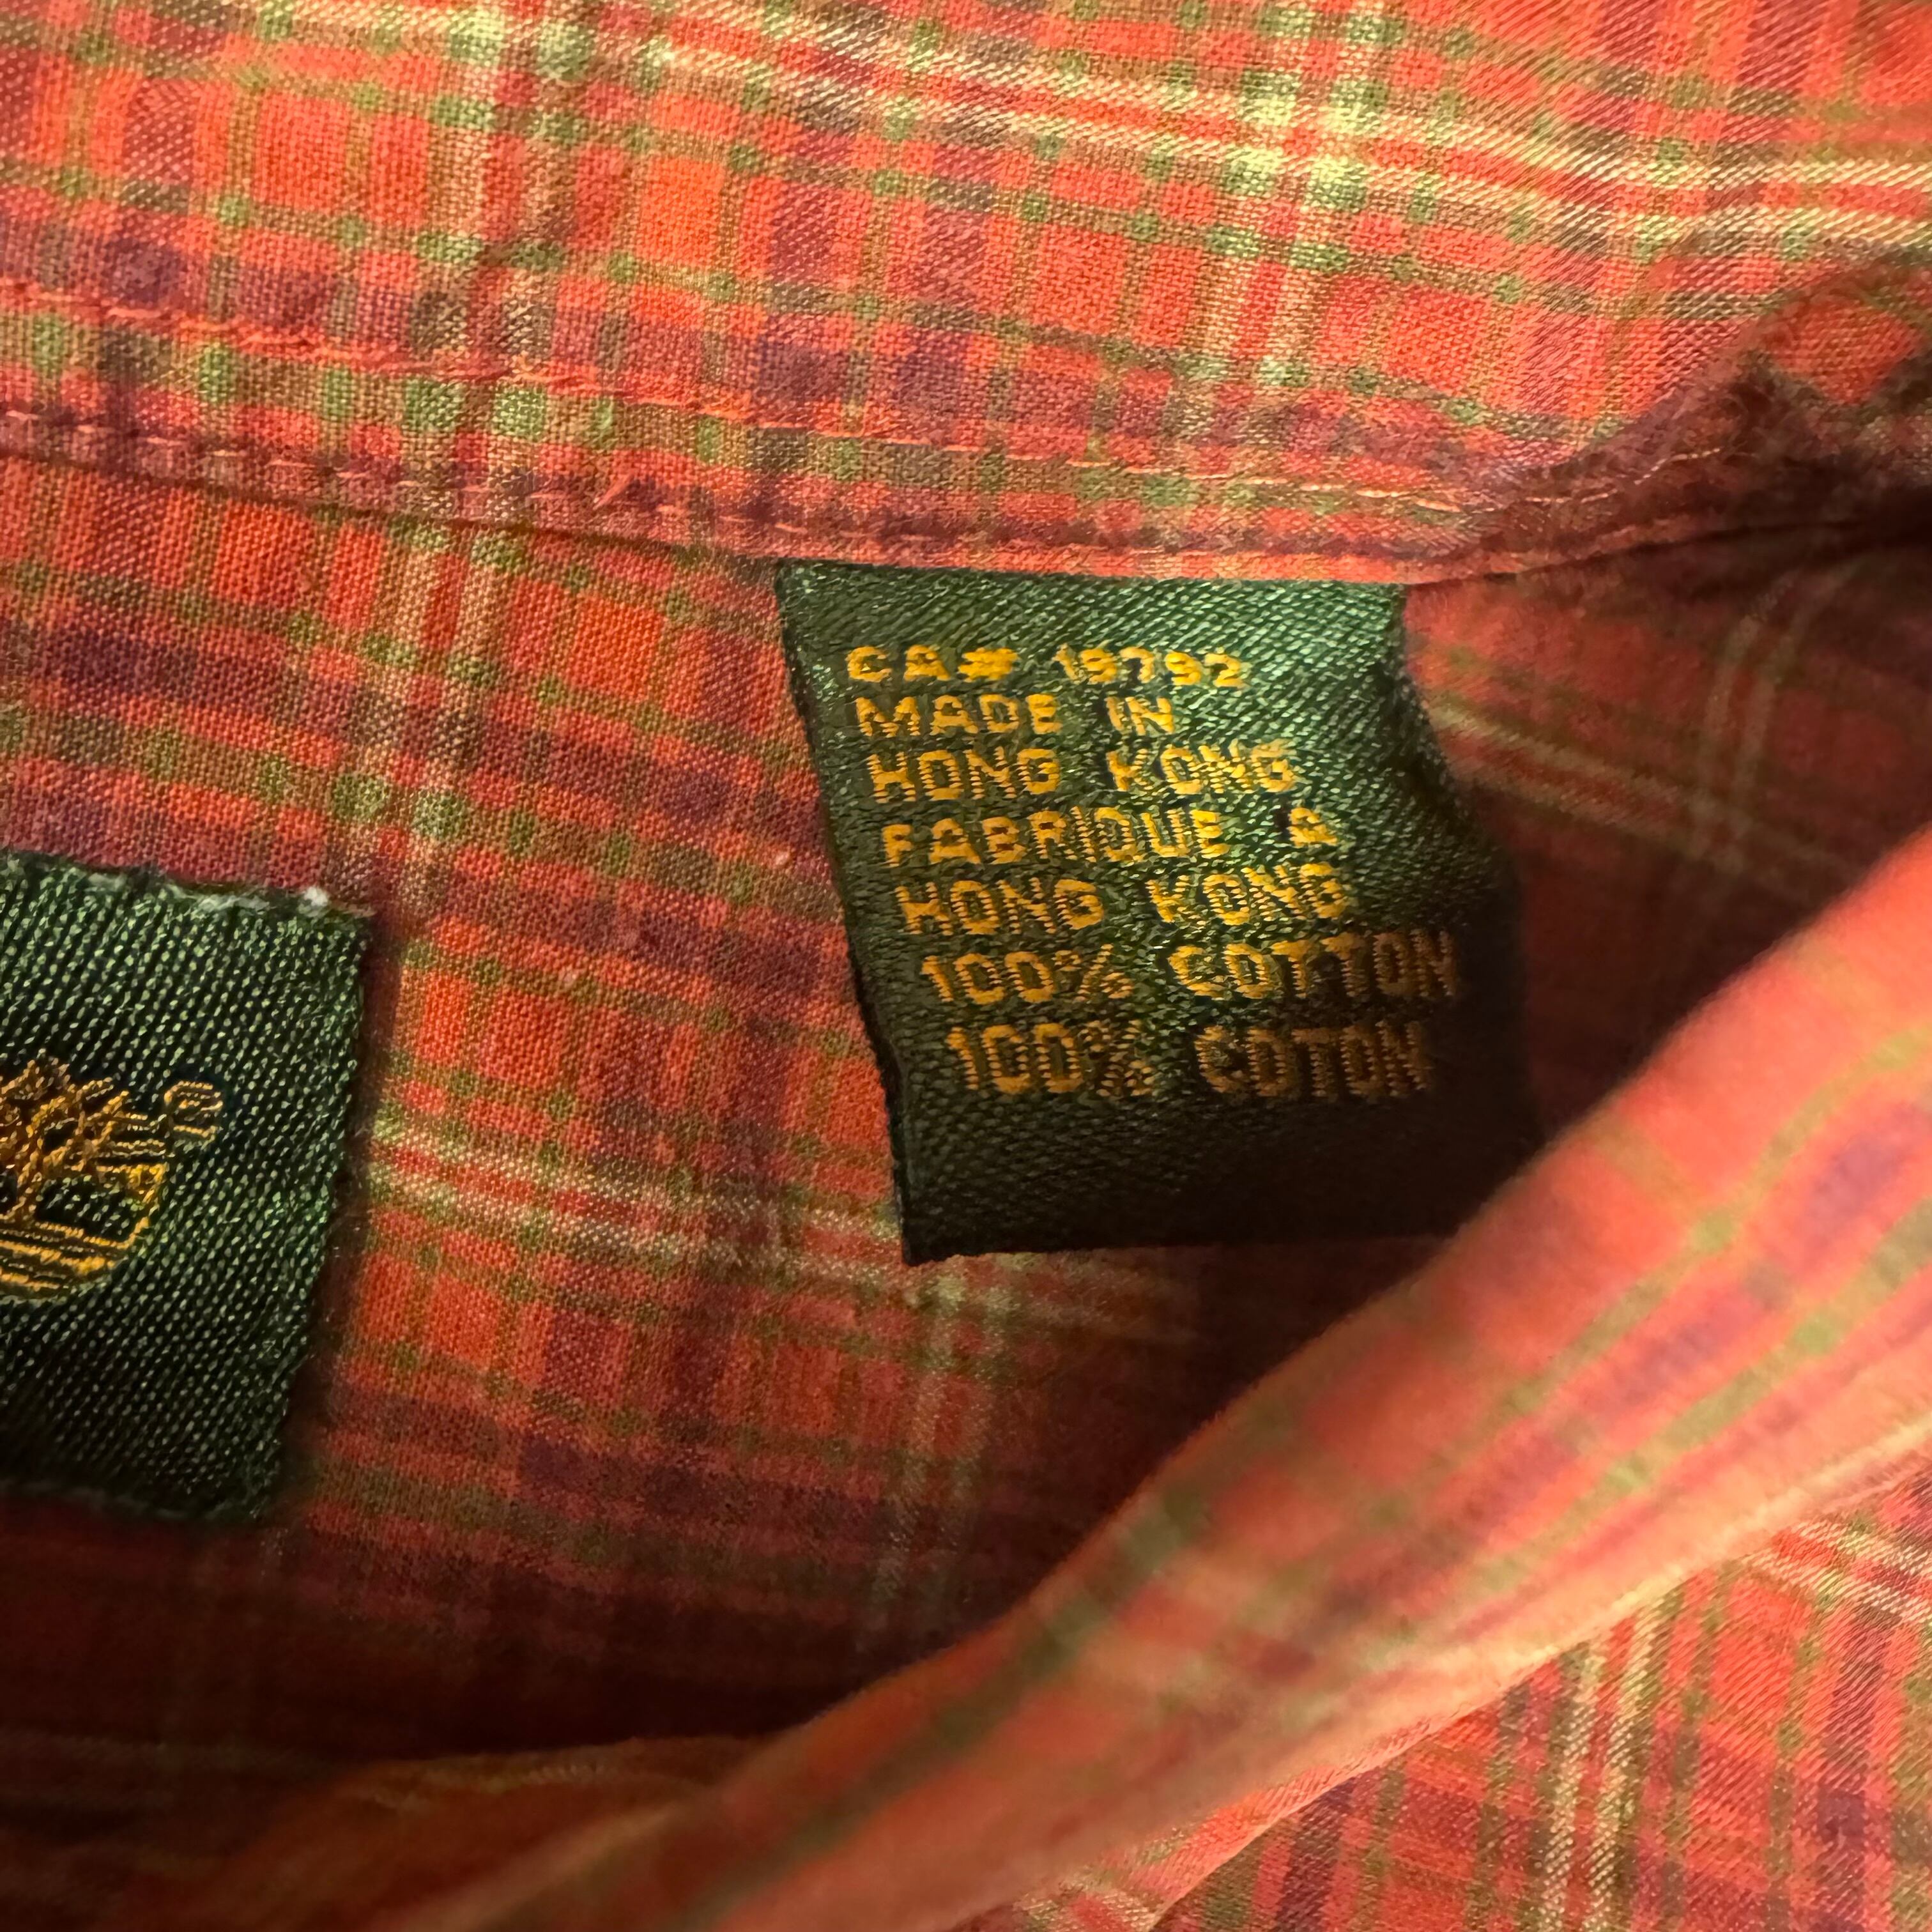 CA# 19792
MADE IN
HONG KONG
FABRIQUE A
HONG KONG
100% COTTON
100% COTON
®